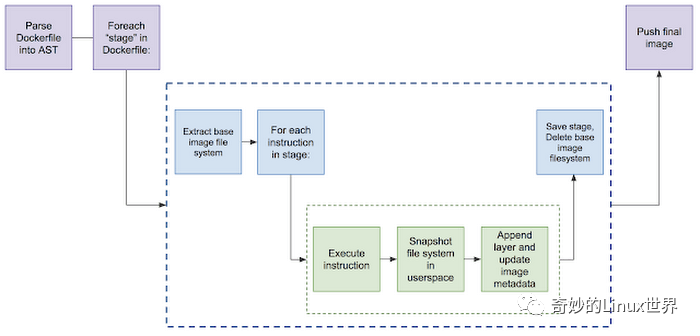 Parse
Dockerfile
into AST
Foreach
“stage” in
Dockerfile:
Push final
image
Extract base
image file
system
For each
instruction
in stage:
Save stage,
Delete base
image
filesystem
Execute
instruction
Snapshot
file system
in
userspace
Append
layer and
update
image
metadata
奇妙的Linux世界